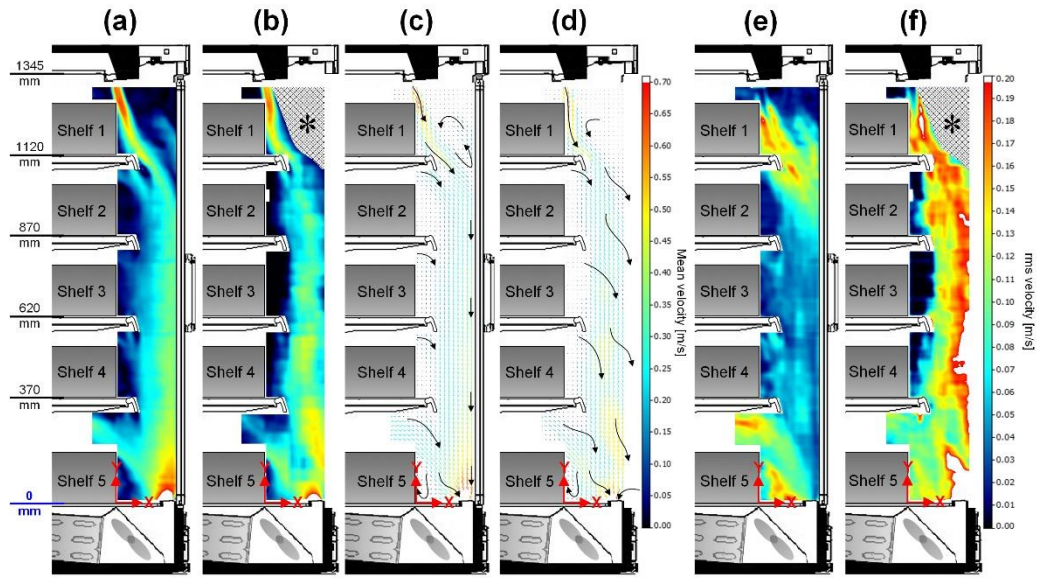 (a) (b) (c) (d) (e) (f)
1345
mm
Shelf 1 Shelf 1 Shelf 1 Shelf 1 Shelf 1 Shelf 1
* *
1120
mm
Shelf 2 Shelf 2 Shelf 2 Shelf 2 Shelf 2 Shelf 2
870
mm
Shelf 3 Shelf 3 Shelf 3 Shelf 3 Shelf 3 Shelf 3
620
mm
Shelf 4 Shelf 4 Shelf 4 Shelf 4 Shelf 4 Shelf 4
370
mm
Shelf 5 Shelf 5 Shelf 5 Shelf 5 Shelf 5 Shelf 5
Y Y Y Y Y Y
X X X X X X
0
mm
0.70
0.65
0.60
0.55
0.50
0.45
0.40
0.35
0.30
0.25
0.20
0.15
0.10
0.05
0.00
Mean velocity [m/s]
0.20
0.19
0.18
0.17
0.16
0.15
0.14
0.13
0.12
0.11
0.10
0.09
0.08
0.07
0.06
0.05
0.04
0.03
0.02
0.01
0.00
rms velocity [m/s]